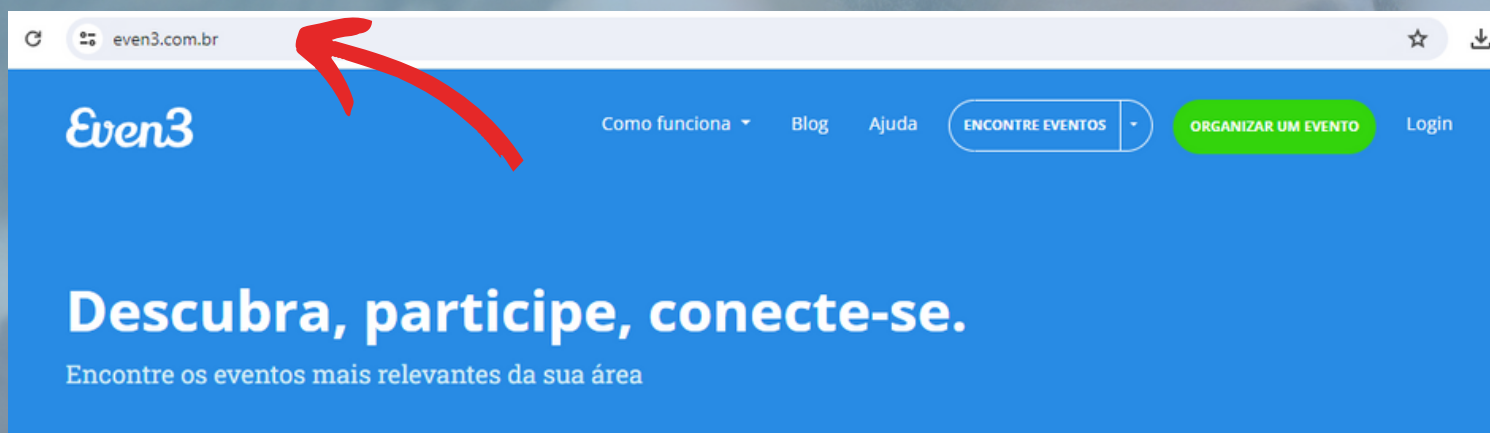 even3.com.br
Even3
Como funciona
Blog
Ajuda
ENCONTRE EVENTOS
ORGANIZAR UM EVENTO
Login
Descubra, participe, conecte-se.
Encontre os eventos mais relevantes da sua área